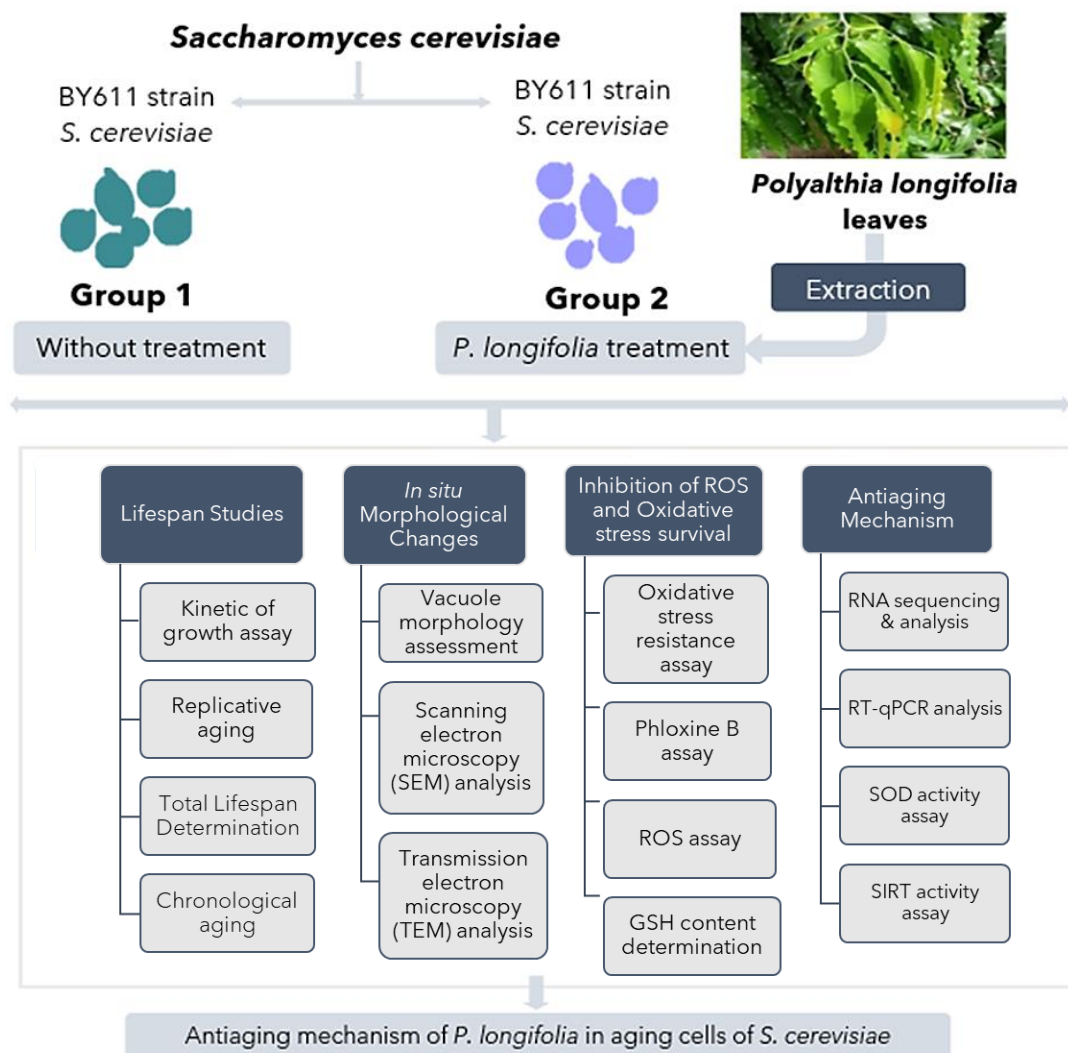 Saccharomyces cerevisiae
BY611 strain
S. cerevisiae
BY611 strain
S. cerevisiae
Polyalthia longifolia
leaves
Group 1
Group 2
Extraction
Without treatment
P. longifolia treatment
Lifespan Studies
Kinetic of
growth assay
Replicative
aging
Total Lifespan
Determination
Chronological
aging
In situ
Morphological
Changes
Vacuole
morphology
assessment
Scanning
electron
microscopy
(SEM) analysis
Transmission
electron
microscopy
(TEM) analysis
Inhibition of ROS
and Oxidative
stress survival
Oxidative
stress
resistance
assay
Phloxine B
assay
ROS assay
GSH content
determination
Antiaging
Mechanism
RNA sequencing
& analysis
RT-qPCR analysis
SOD activity
assay
SIRT activity
assay
Antiaging mechanism of P. longifolia in aging cells of S. cerevisiae